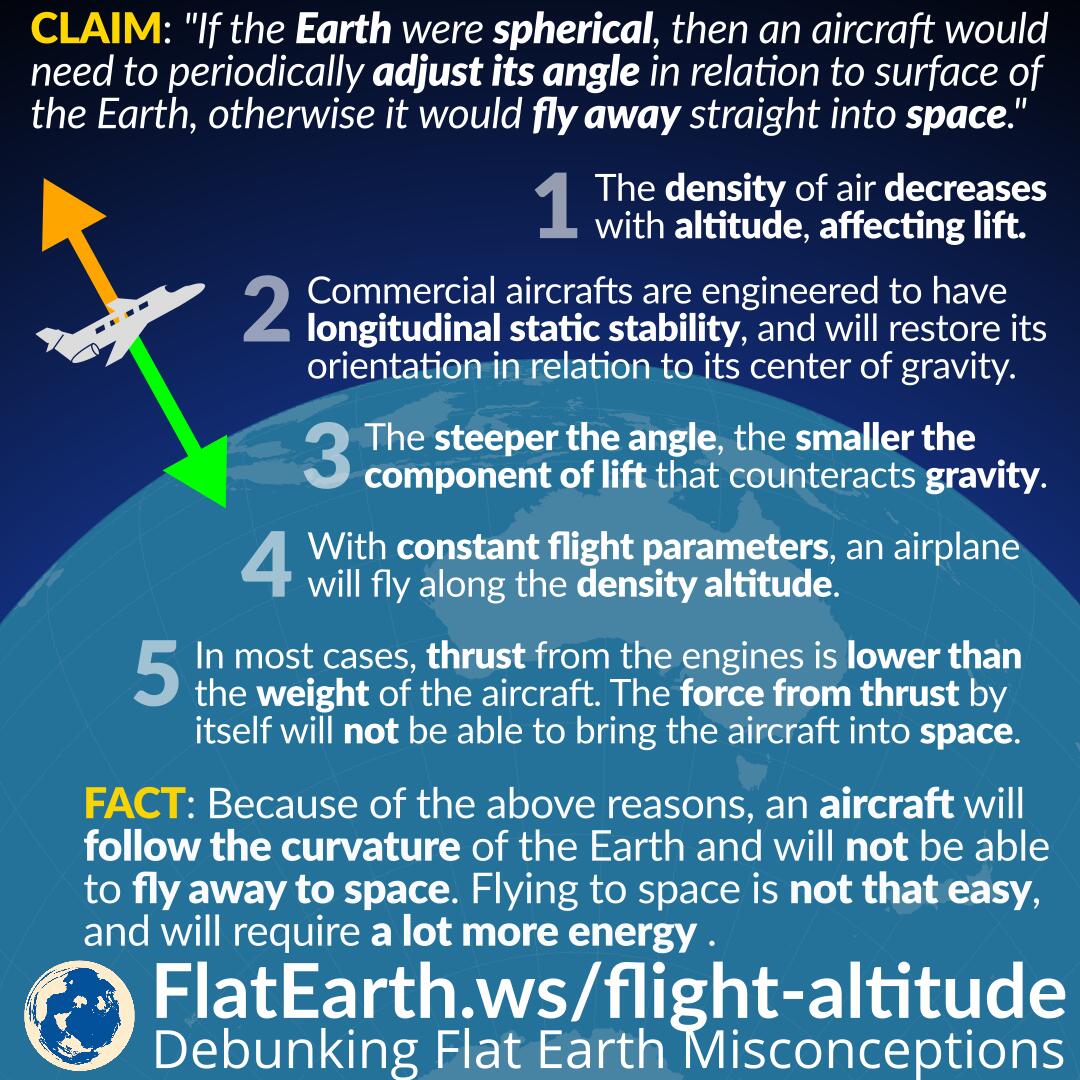 CLAIM: "If the Earth were spherical, then an aircraft would
need to periodically adjust its angle in relation to surface of
the Earth, otherwise it would fly away straight into space."
1 The density of air decreases
with altitude, affecting lift.
2 Commercial aircrafts are engineered to have
longitudinal static stability, and will restore its
orientation in relation to its center of gravity.
3 The steeper the angle, the smaller the
component of lift that counteracts gravity.
4 With constant flight parameters, an airplane
will fly along the density altitude.
5 In most cases, thrust from the engines is lower than
the weight of the aircraft. The force from thrust by
itself will not be able to bring the aircraft into space.
FACT: Because of the above reasons, an aircraft will
follow the curvature of the Earth and will not be able
to fly away to space. Flying to space is not that easy,
and will require a lot more energy .
FlatEarth.ws/flight-altitude
Debunking Flat Earth Misconceptions